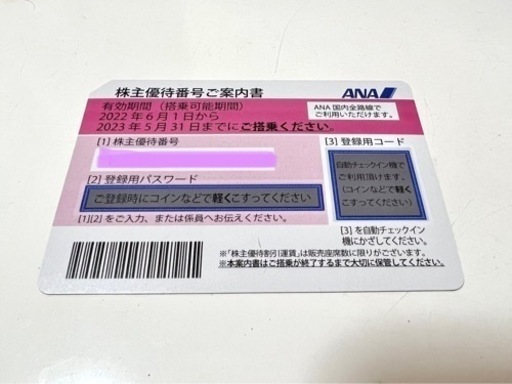 株主優待番号ご案内書
ANA
有効期間（搭乗可能期間）
2022年6月1日から
2023年5月31日までにご搭乗ください。
ANA国内全路線で
ご利用いただけます。
[1] 株主優待番号
[2] 登録用パスワード
ご登録時にコインなどで軽くこすってください
[1][2]をご入力、または係員へお伝えください。
[3] 登録用コード
自動チェックイン機で
ご利用頂けます。
（コインなどで軽く
こすってください）
[3]を自動チェックイン
機にかざしてください。
※「株主優待割引運賃」は販売座席数に限りがございます。
※本案内書はご搭乗が終了するまで大切に保管してください。